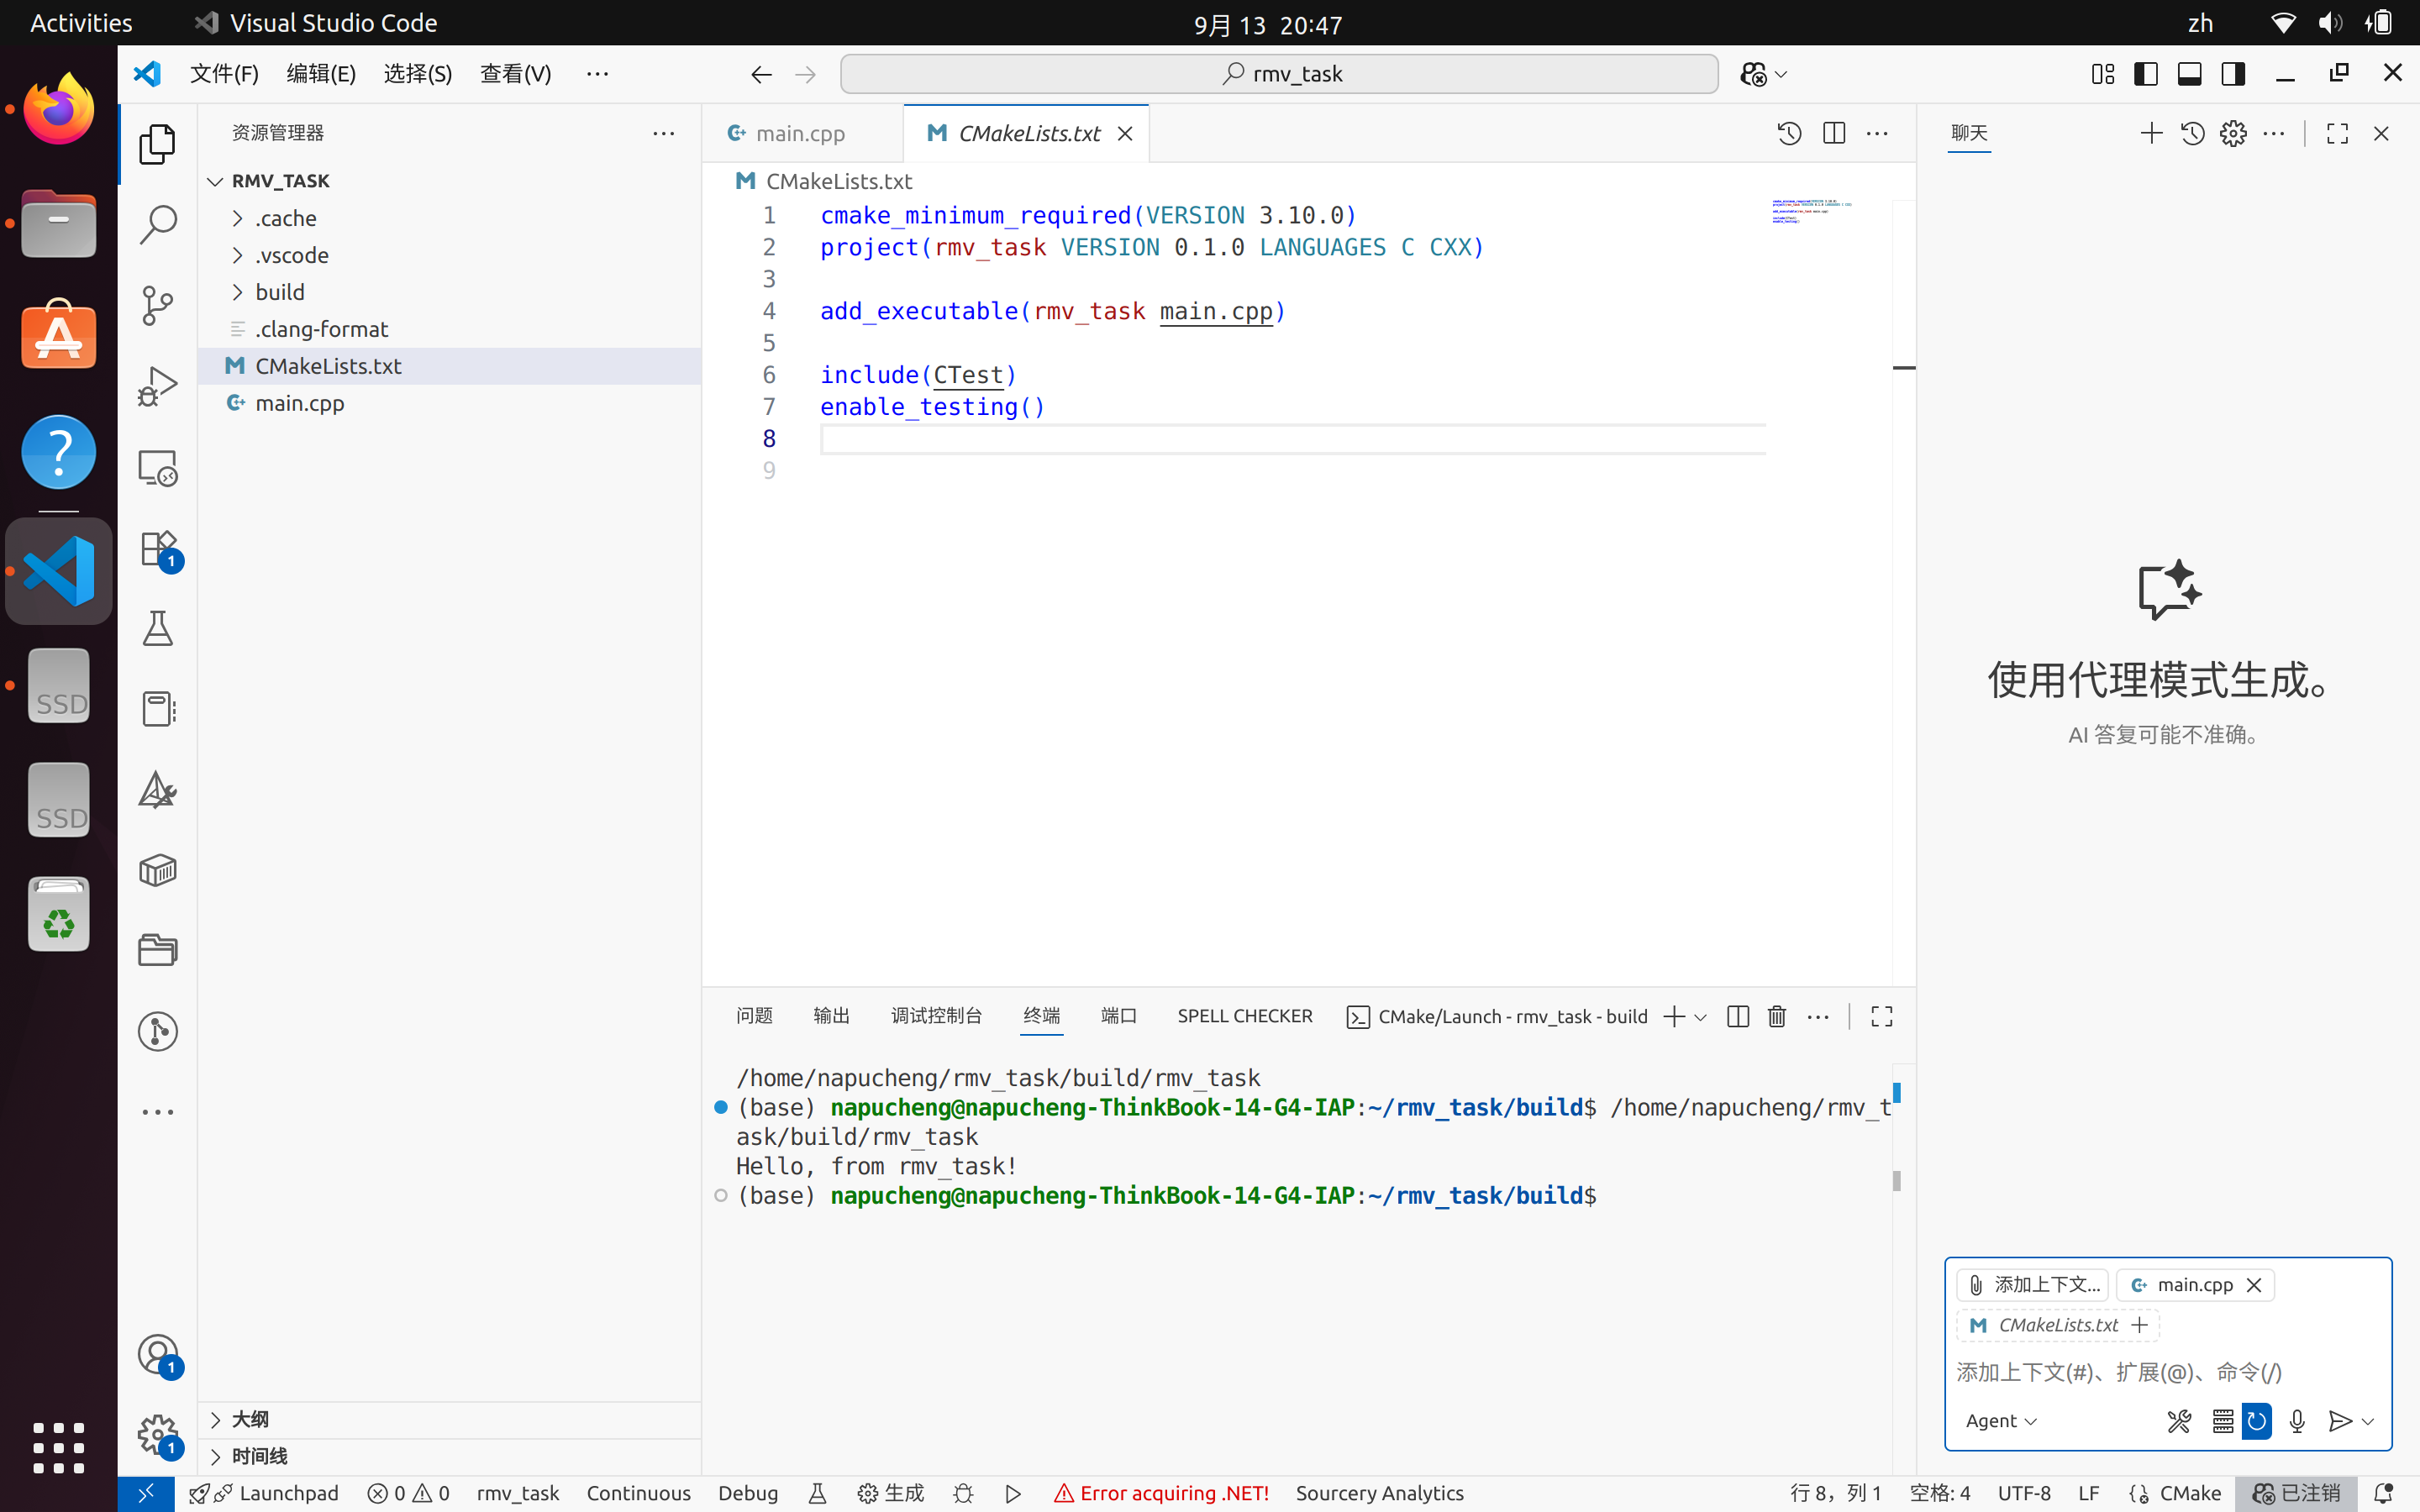 Activities
Visual Studio Code
9月 13 20:47
zh
文件(F) 编辑(E) 选择(S) 查看(V) ···
rmv_task
资源管理器
RMV_TASK
.cache
.vscode
build
.clang-format
CMakeLists.txt
main.cpp
大纲
时间线
main.cpp
CMakeLists.txt
CMakeLists.txt
1 cmake_minimum_required(VERSION 3.10.0)
2 project(rmv_task VERSION 0.1.0 LANGUAGES C CXX)
3
4 add_executable(rmv_task main.cpp)
5
6 include(CTest)
7 enable_testing()
8
9
问题 输出 调试控制台 终端 端口 SPELL CHECKER CMake/Launch - rmv_task - build
/home/napucheng/rmv_task/build/rmv_task
(base) napucheng@napucheng-ThinkBook-14-G4-IAP:~/rmv_task/build$ /home/napucheng/rmv_t
ask/build/rmv_task
Hello, from rmv_task!
(base) napucheng@napucheng-ThinkBook-14-G4-IAP:~/rmv_task/build$
聊天
使用代理模式生成。
AI 答复可能不准确。
添加上下文... main.cpp
CMakeLists.txt
添加上下文(#)、扩展(@)、命令(/)
Agent
SSD
SSD
1
1
1
Launchpad 0 0 rmv_task Continuous Debug 生成 Error acquiring .NET! Sourcery Analytics 行 8，列 1 空格: 4 UTF-8 LF CMake 已注销